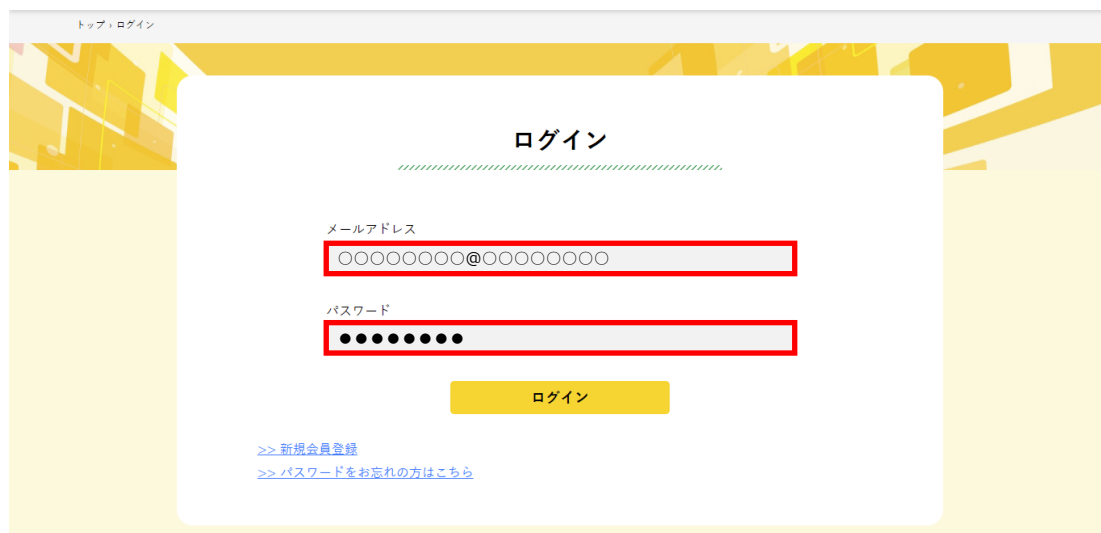 トップ › ログイン
ログイン
メールアドレス
○○○○○○○○@○○○○○○○○
パスワード
●●●●●●●●
ログイン
>> 新規会員登録
>> パスワードをお忘れの方はこちら